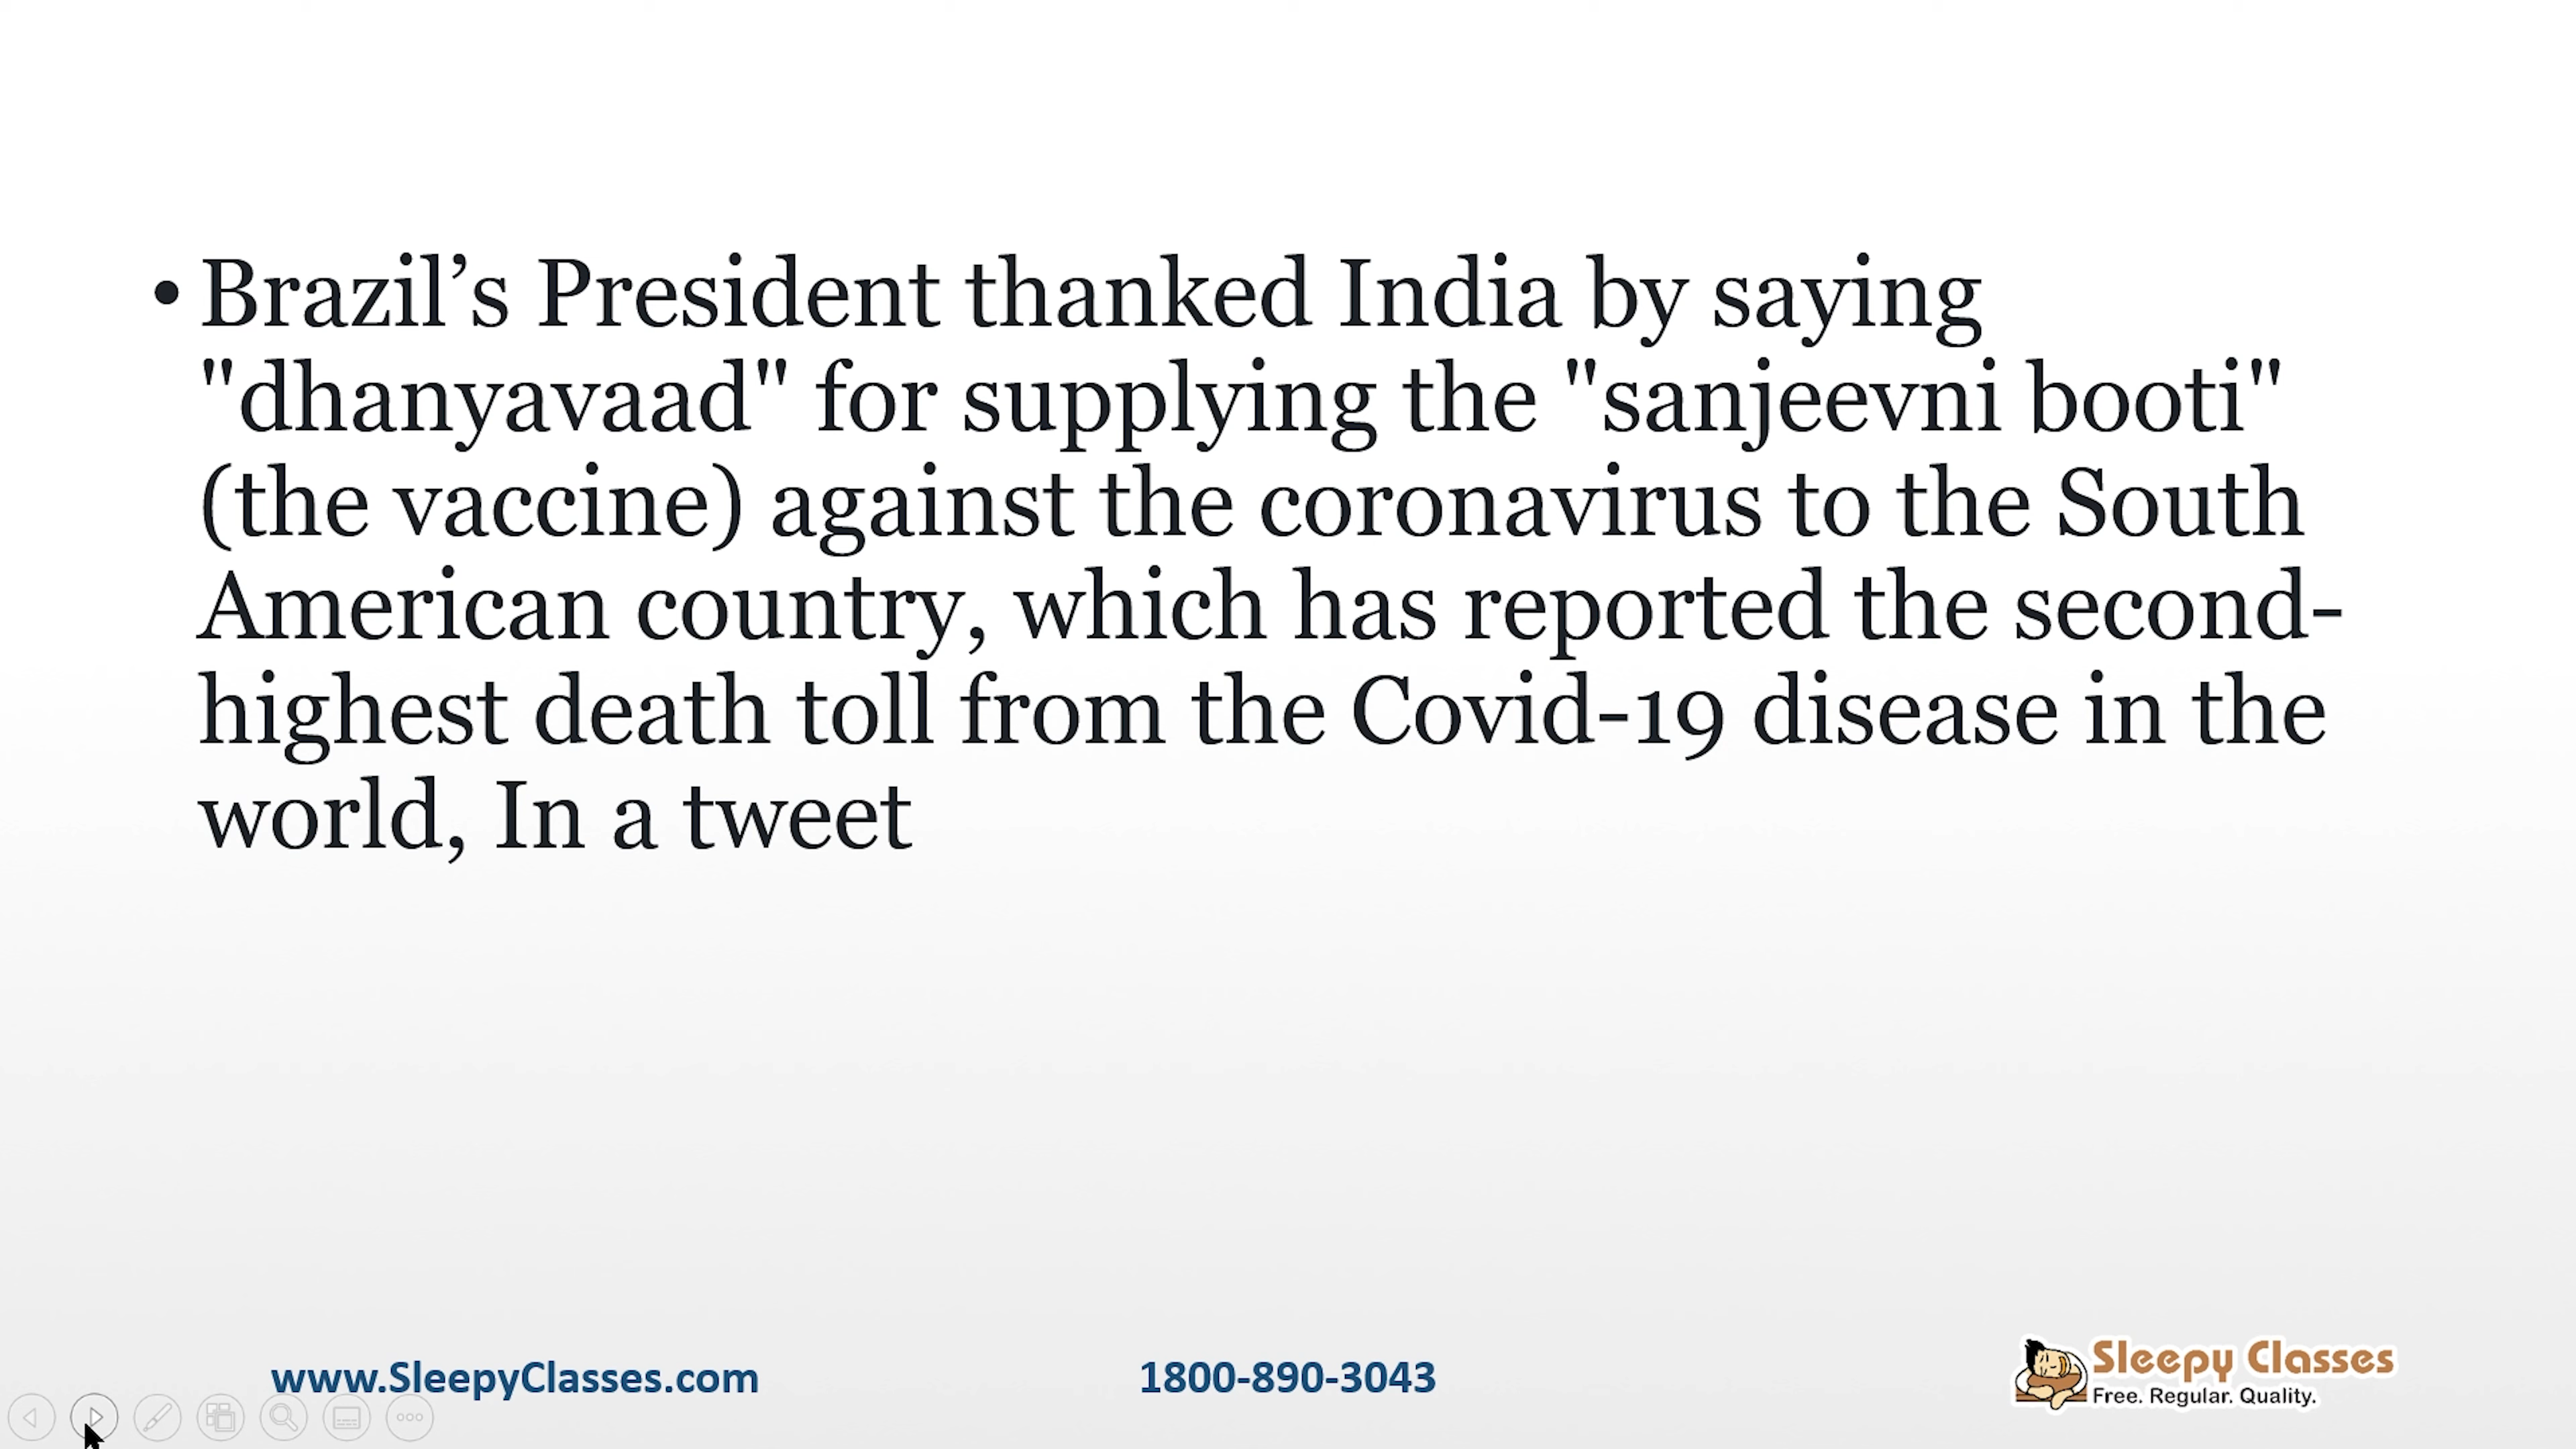 • Brazil’s President thanked India by saying
"dhanyavaad" for supplying the "sanjeevni booti"
(the vaccine) against the coronavirus to the South
American country, which has reported the second-
highest death toll from the Covid-19 disease in the
world, In a tweet
www.SleepyClasses.com
1800-890-3043
Sleepy Classes
Free. Regular. Quality.